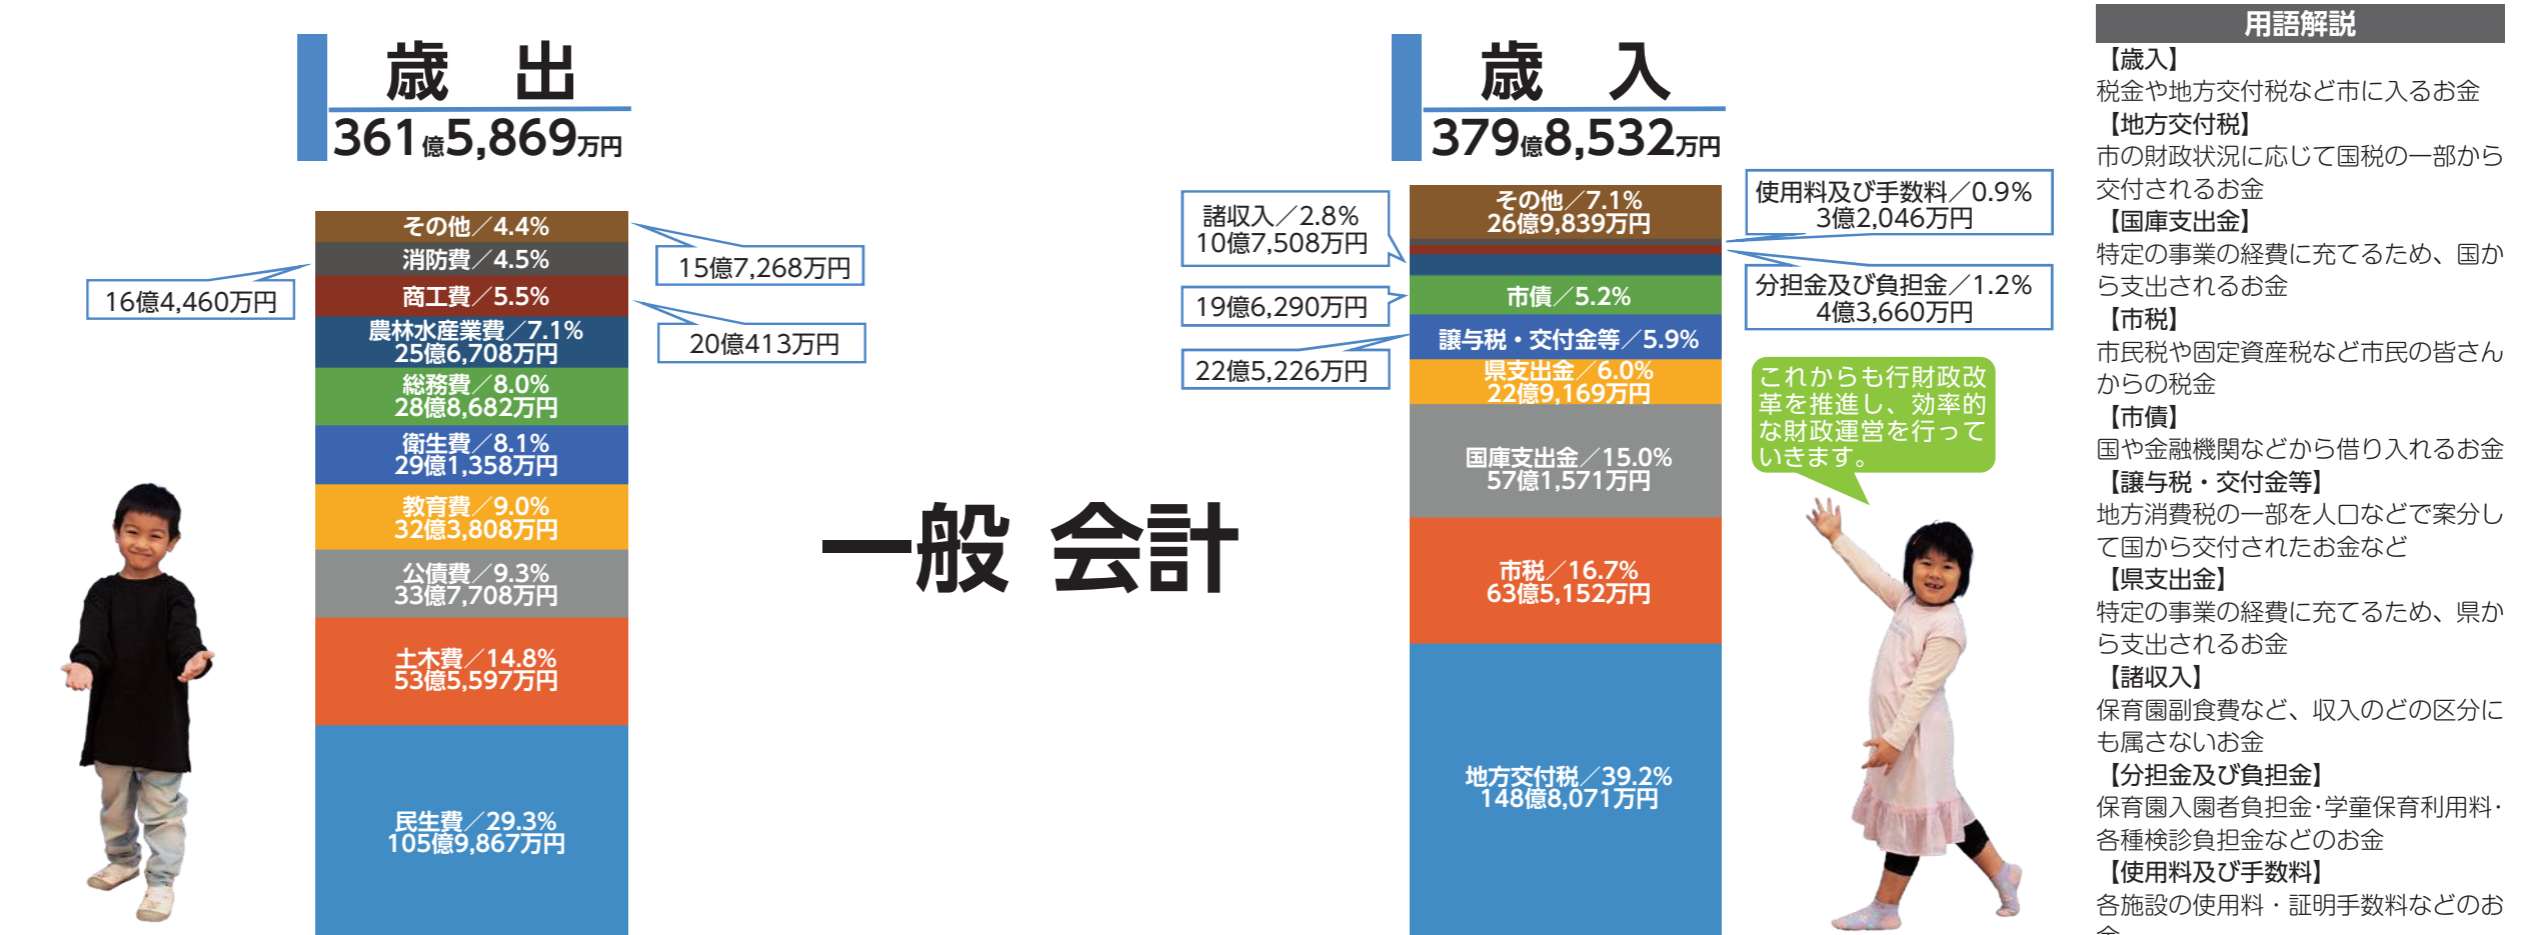 歳 出
361億5,869万円
その他／4.4%
15億7,268万円
消防費／4.5%
16億4,460万円
商工費／5.5%
20億413万円
農林水産業費／7.1%
25億6,708万円
総務費／8.0%
28億8,682万円
衛生費／8.1%
29億1,358万円
教育費／9.0%
32億3,808万円
公債費／9.3%
33億7,708万円
土木費／14.8%
53億5,597万円
民生費／29.3%
105億9,867万円
一般 会計
歳 入
379億8,532万円
その他／7.1%
26億9,839万円
使用料及び手数料／0.9%
3億2,046万円
分担金及び負担金／1.2%
4億3,660万円
諸収入／2.8%
10億7,508万円
市債／5.2%
19億6,290万円
譲与税・交付金等／5.9%
22億5,226万円
県支出金／6.0%
22億9,169万円
国庫支出金／15.0%
57億1,571万円
市税／16.7%
63億5,152万円
地方交付税／39.2%
148億8,071万円
これからも行財政改
革を推進し、効率的
な財政運営を行って
いきます。
用語解説
【歳入】
税金や地方交付税など市に入るお金
【地方交付税】
市の財政状況に応じて国税の一部から
交付されるお金
【国庫支出金】
特定の事業の経費に充てるため、国か
ら支出されるお金
【市税】
市民税や固定資産税など市民の皆さん
からの税金
【市債】
国や金融機関などから借り入れるお金
【譲与税・交付金等】
地方消費税の一部を人口などで案分し
て国から交付されたお金など
【県支出金】
特定の事業の経費に充てるため、県か
ら支出されるお金
【諸収入】
保育園副食費など、収入のどの区分に
も属さないお金
【分担金及び負担金】
保育園入園者負担金・学童保育利用料・
各種検診負担金などのお金
【使用料及び手数料】
各施設の使用料・証明手数料などのお